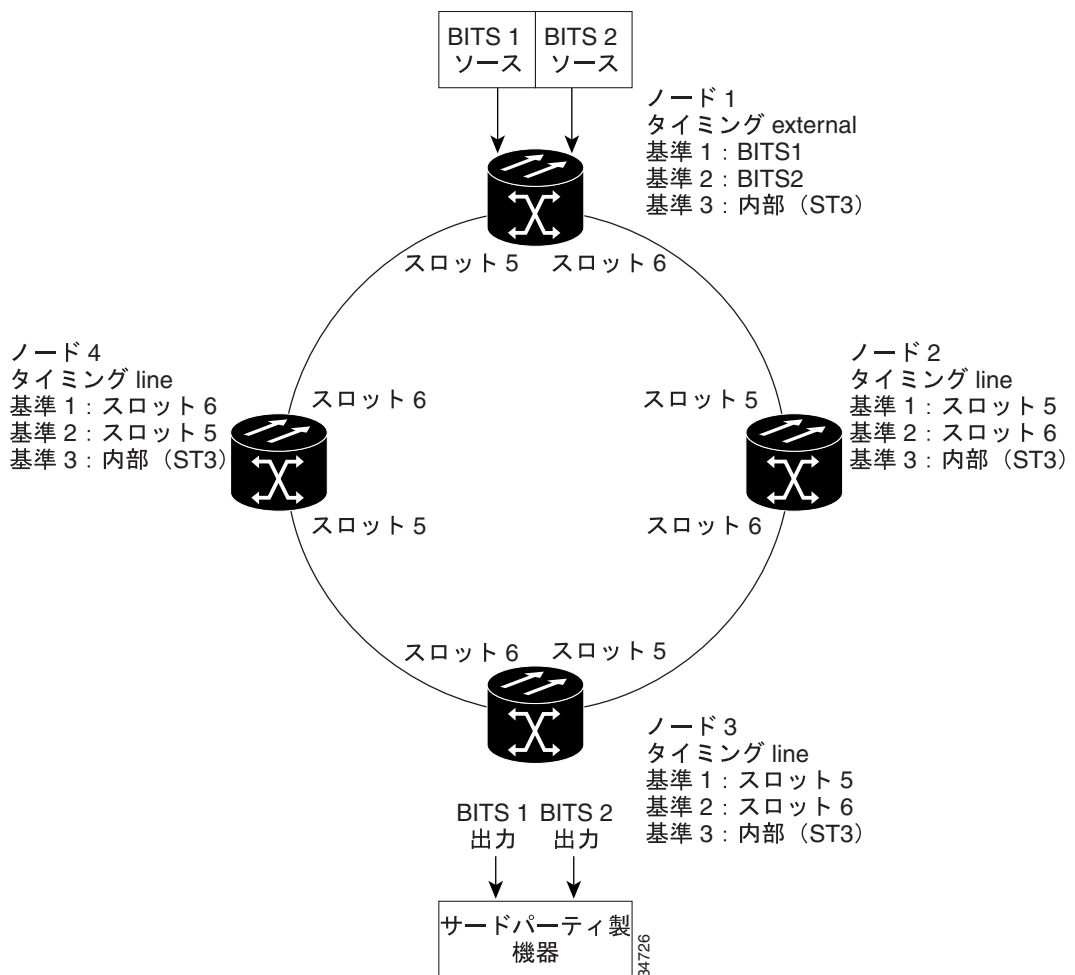 BITS 1
ソース
BITS 2
ソース
ノード 1
タイミング external
基準 1：BITS1
基準 2：BITS2
基準 3：内部（ST3）
スロット 5
スロット 6
ノード 4
タイミング line
基準 1：スロット 6
基準 2：スロット 5
基準 3：内部（ST3）
スロット 6
スロット 5
ノード 2
タイミング line
基準 1：スロット 5
基準 2：スロット 6
基準 3：内部（ST3）
スロット 5
スロット 6
スロット 6
スロット 5
ノード 3
タイミング line
基準 1：スロット 5
基準 2：スロット 6
基準 3：内部（ST3）
BITS 1
出力
BITS 2
出力
サードパーティ製
機器
34726